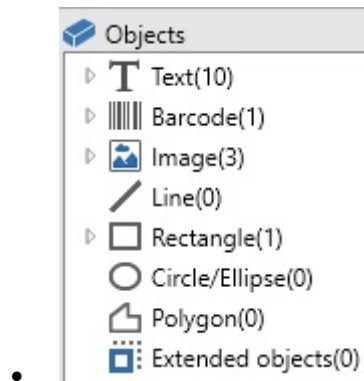 Objects
Text(10)
Barcode(1)
Image(3)
Line(0)
Rectangle(1)
Circle/Ellipse(0)
Polygon(0)
Extended objects(0)